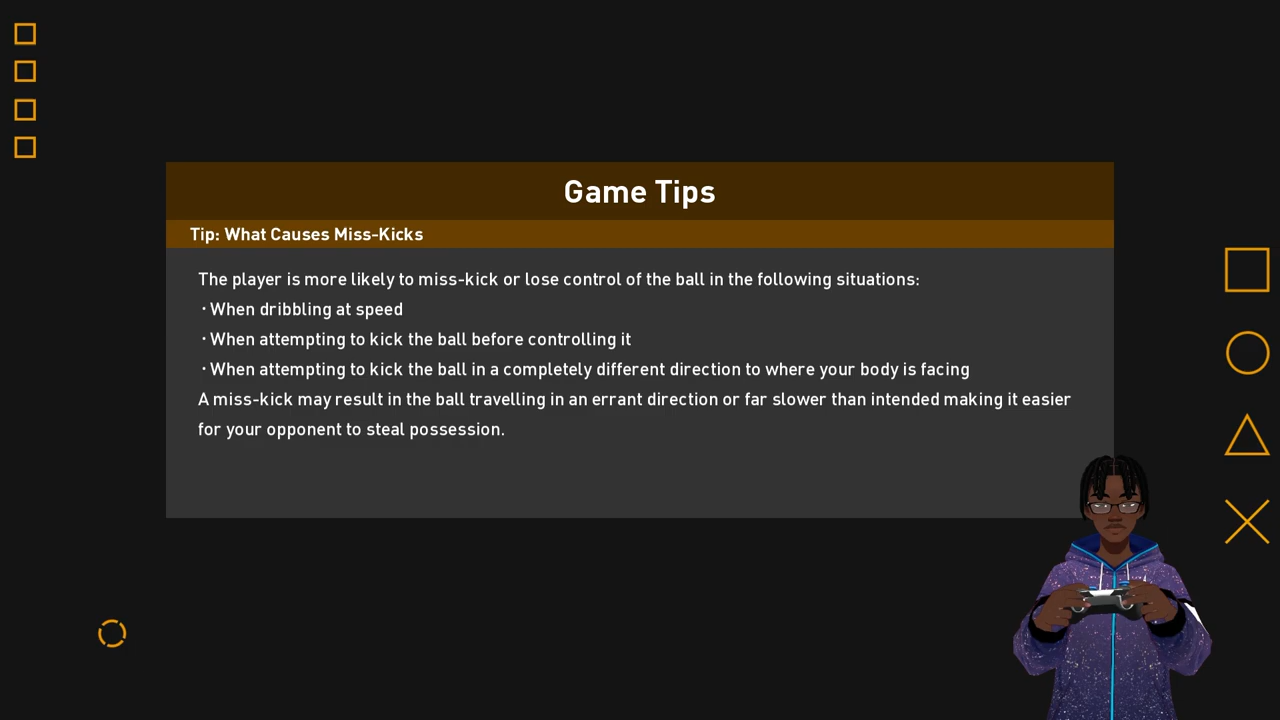 Game Tips
Tip: What Causes Miss-Kicks
The player is more likely to miss-kick or lose control of the ball in the following situations:
・When dribbling at speed
・When attempting to kick the ball before controlling it
・When attempting to kick the ball in a completely different direction to where your body is facing
A miss-kick may result in the ball travelling in an errant direction or far slower than intended making it easier
for your opponent to steal possession.